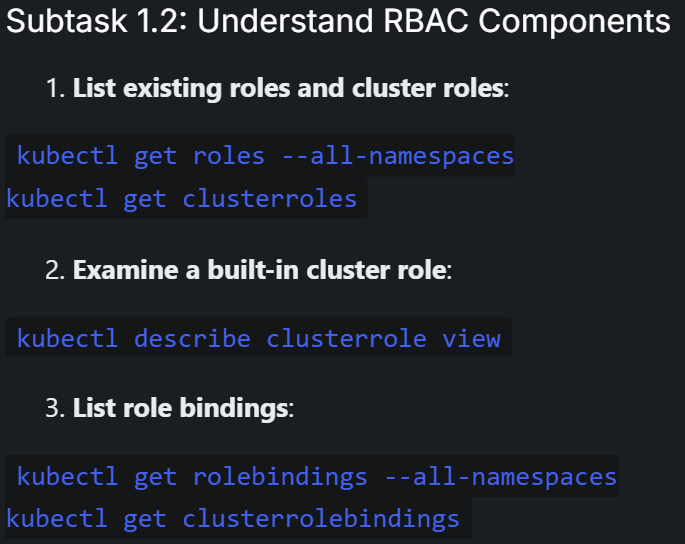 Subtask 1.2: Understand RBAC Components
1. List existing roles and cluster roles:
kubectl get roles --all-namespaces
kubectl get clusterroles
2. Examine a built-in cluster role:
kubectl describe clusterrole view
3. List role bindings:
kubectl get rolebindings --all-namespaces
kubectl get clusterrolebindings